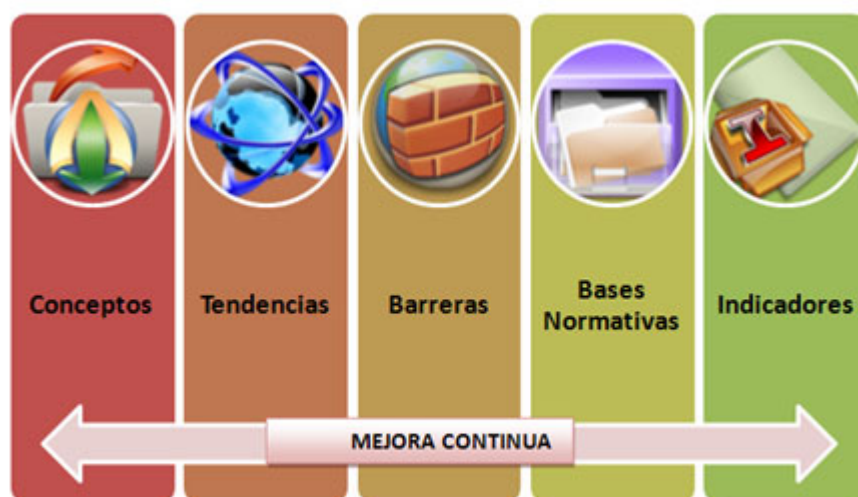 Conceptos
Tendencias
Barreras
Bases
Normativas
Indicadores
MEJORA CONTINUA